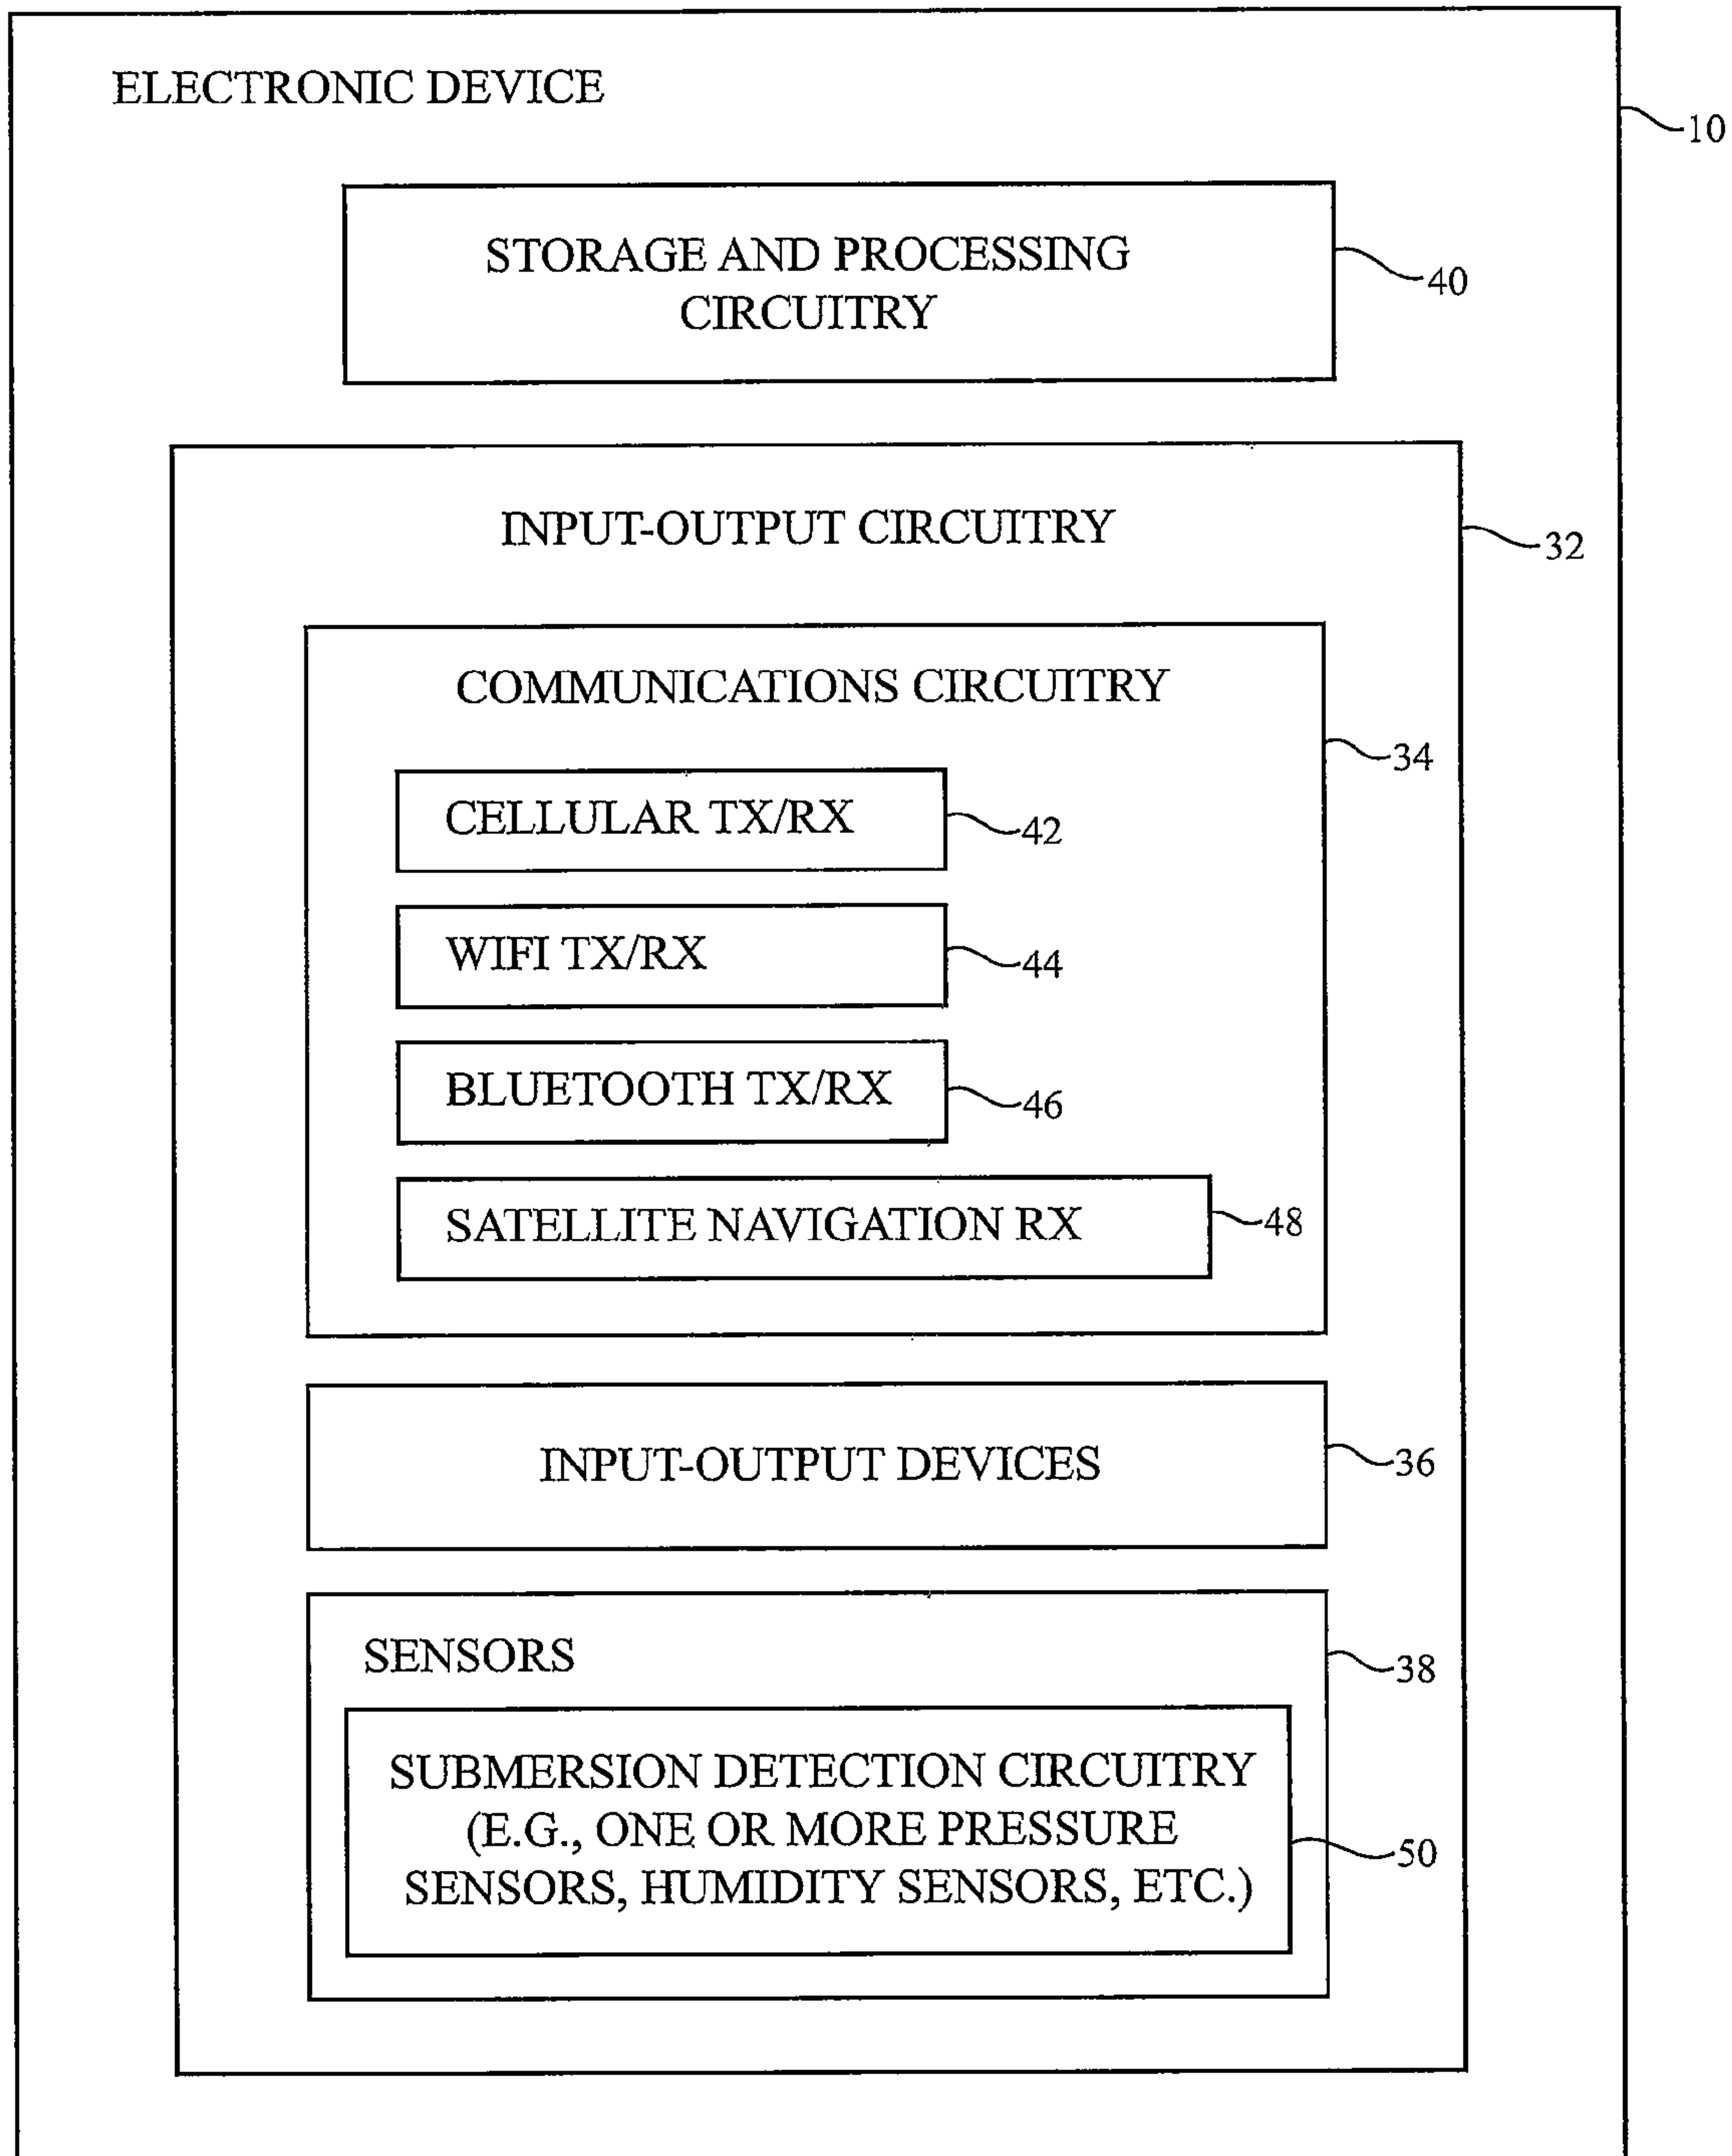 ELECTRONIC DEVICE
10
STORAGE AND PROCESSING
CIRCUITRY
40
INPUT-OUTPUT CIRCUITRY
32
COMMUNICATIONS CIRCUITRY
34
CELLULAR TX/RX
42
WIFI TX/RX
44
BLUETOOTH TX/RX
46
SATELLITE NAVIGATION RX
48
INPUT-OUTPUT DEVICES
36
SENSORS
38
SUBMERSION DETECTION CIRCUITRY
(E.G., ONE OR MORE PRESSURE
SENSORS, HUMIDITY SENSORS, ETC.)
50